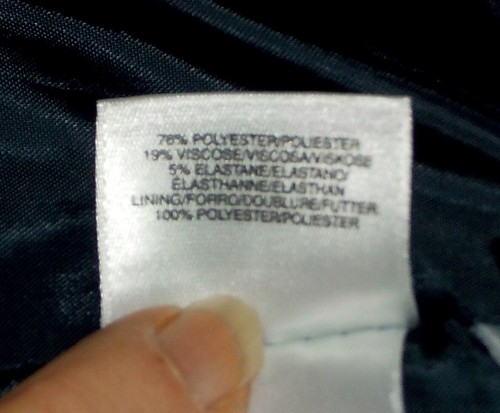 76% POLYESTER/POLIESTER
19% VISCOSE/VISCOSA/VISKOSE
5% ELASTANE/ELASTANO/
ELASTHANNE/ELASTHAN
LINING/FORRO/DOUBLURE/FUTTER
100% POLYESTER/POLIESTER